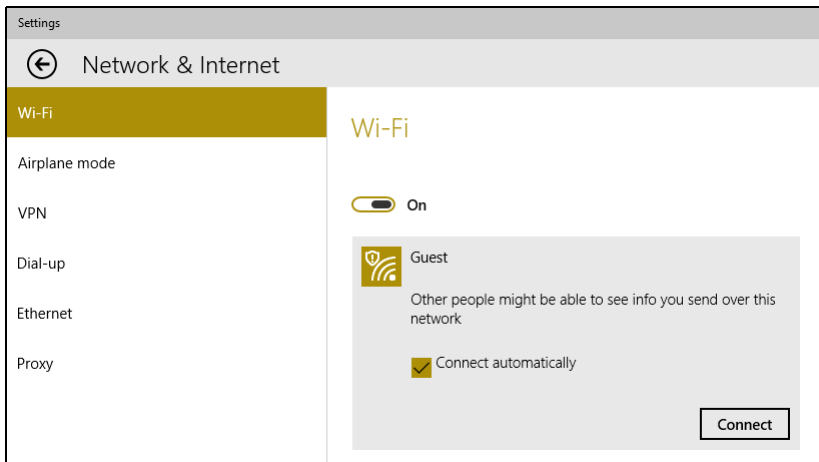 Settings
Network & Internet
Wi-Fi
Airplane mode
VPN
Dial-up
Ethernet
Proxy
Wi-Fi
On
Guest
Other people might be able to see info you send over this
network
Connect automatically
Connect